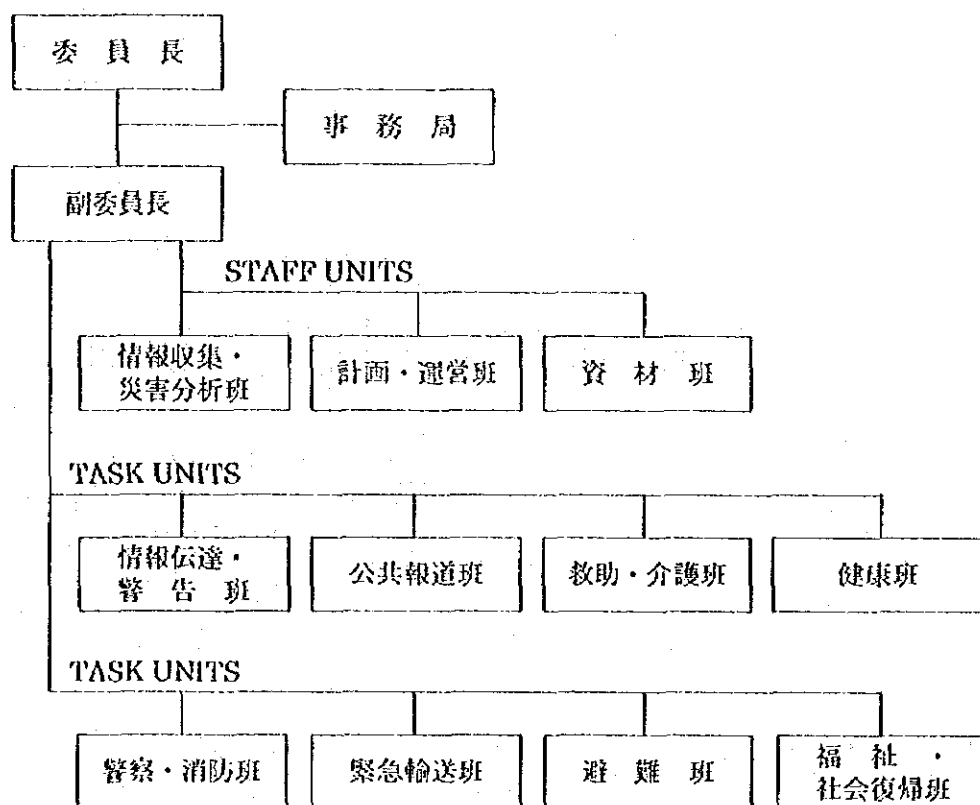 委員長
事務局
副委員長
STAFF UNITS
情報収集・
災害分析班
計画・運営班
資材班
TASK UNITS
情報伝達・
警告班
公共報道班
救助・介護班
健康班
TASK UNITS
警察・消防班
緊急輸送班
避難班
福祉・
社会復帰班